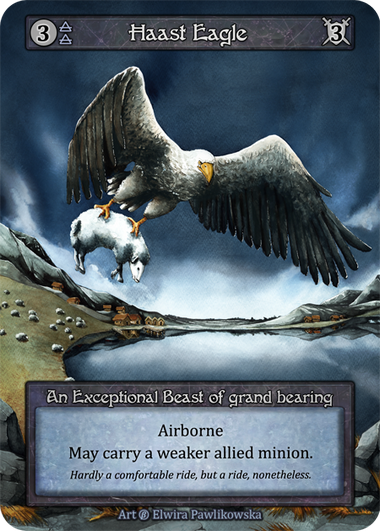 3 Haast Eagle 3
An Exceptional Beast of grand bearing
Airborne
May carry a weaker allied minion.
Hardly a comfortable ride, but a ride, nonetheless.
Art @ Elwira Pawlikowska